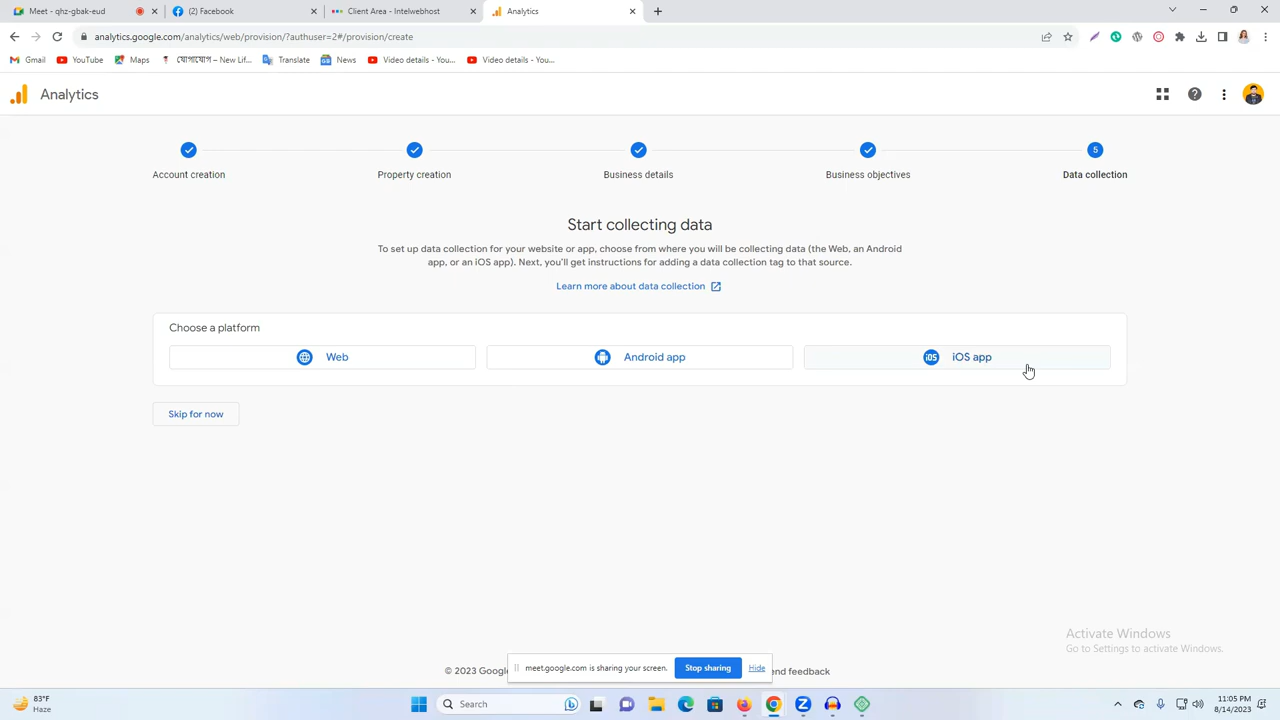 Meet - qhz-gbak-eud
(2) Facebook
Client Area - Intelwebhost
Analytics
analytics.google.com/analytics/web/provision/?authuser=2#/provision/create
Gmail
YouTube
Maps
যোগাযোগ – New Lif...
Translate
News
Video details - You...
Video details - You...
Analytics
Account creation
Property creation
Business details
Business objectives
5
Data collection
Start collecting data
To set up data collection for your website or app, choose from where you will be collecting data (the Web, an Android
app, or an iOS app). Next, you'll get instructions for adding a data collection tag to that source.
Learn more about data collection
Choose a platform
Web
Android app
iOS
iOS app
Skip for now
Activate Windows
Go to Settings to activate Windows.
© 2023 Google
meet.google.com is sharing your screen.
Stop sharing
Hide
nd feedback
83°F
Haze
Search
11:05 PM
8/14/2023